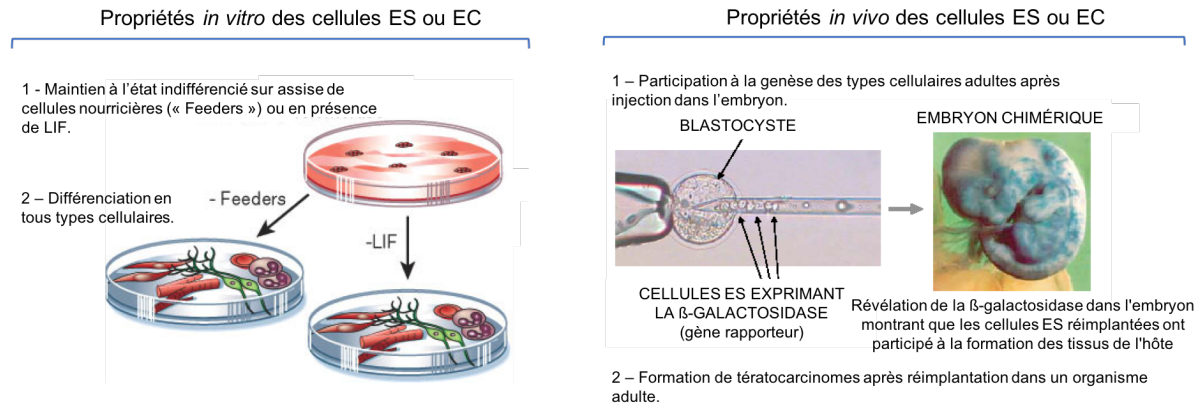 Propriétés in vitro des cellules ES ou EC
1 - Maintien à l'état indifférencié sur assise de
cellules nourricières (« Feeders ») ou en présence
de LIF.
2 – Différenciation en
tous types cellulaires.
- Feeders
-LIF
Propriétés in vivo des cellules ES ou EC
1 – Participation à la genèse des types cellulaires adultes après
injection dans l'embryon.
BLASTOCYSTE
EMBRYON CHIMÉRIQUE
CELLULES ES EXPRIMANT
LA ß-GALACTOSIDASE
(gène rapporteur)
Révélation de la ß-galactosidase dans l'embryon
montrant que les cellules ES réimplantées ont
participé à la formation des tissus de l'hôte
2 – Formation de tératocarcinomes après réimplantation dans un organisme
adulte.